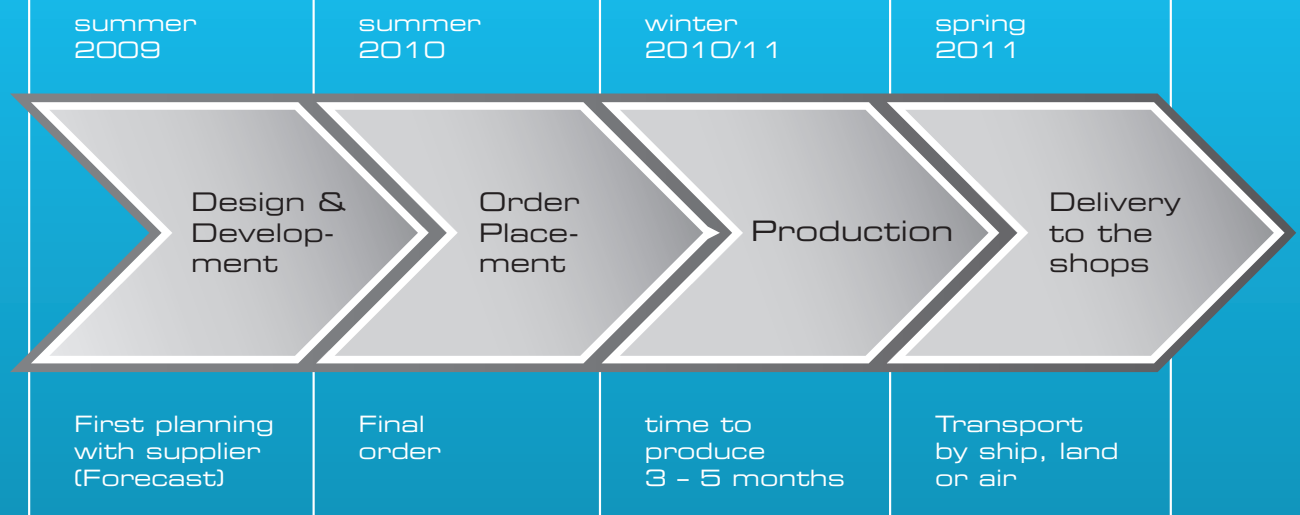 summer
2009
summer
2010
winter
2010/11
spring
2011
Design &
Develop-
ment
Order
Place-
ment
Production
Delivery
to the
shops
First planning
with supplier
(Forecast)
Final
order
time to
produce
3 - 5 months
Transport
by ship, land
or air